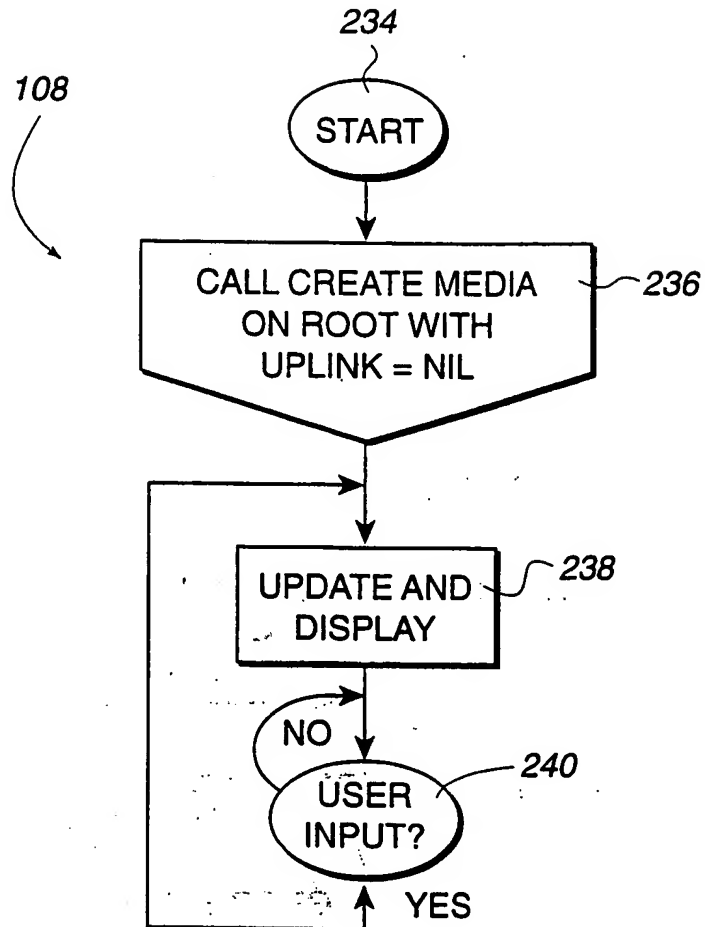 234
108
START
CALL CREATE MEDIA
ON ROOT WITH
UPLINK = NIL
236
UPDATE AND
DISPLAY
238
NO
USER
INPUT?
240
YES